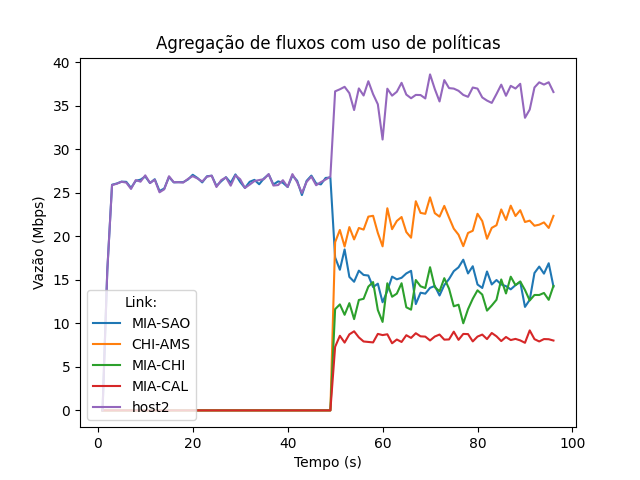 Agregação de fluxos com uso de políticas
Vazão (Mbps)
40
35
30
25
20
15
10
5
0
Link:
MIA-SAO
CHI-AMS
MIA-CHI
MIA-CAL
host2
0 20 40 60 80 100
Tempo (s)